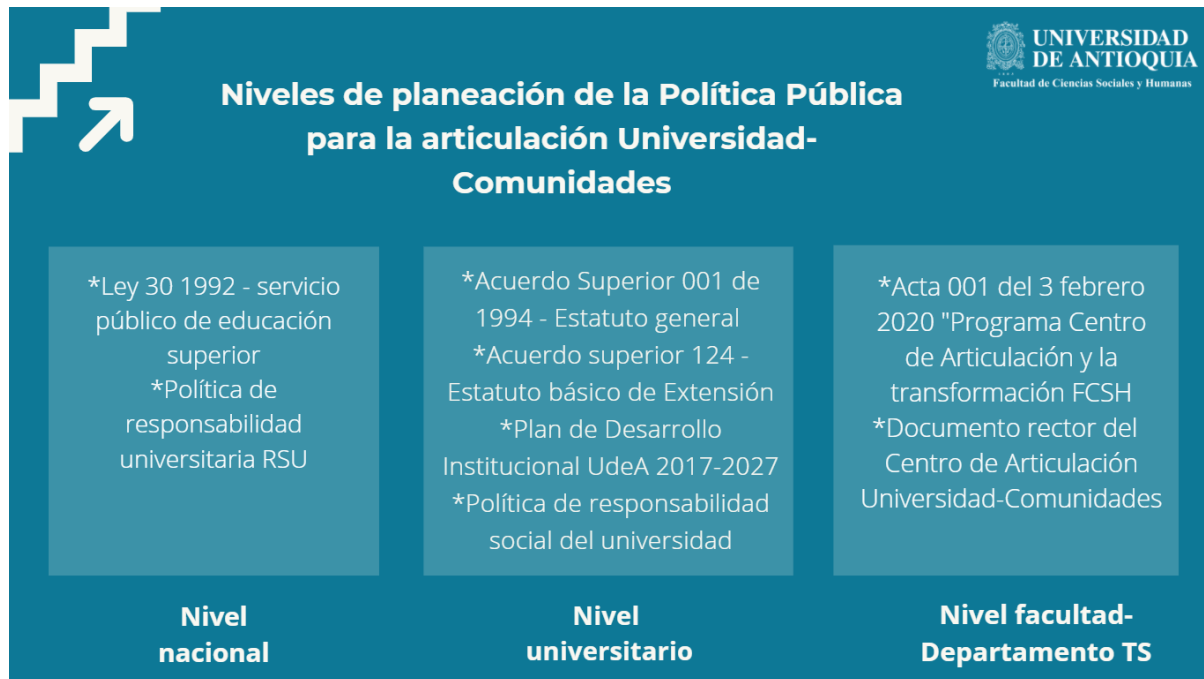 UNIVERSIDAD
DE ANTIOQUIA
Facultad de Ciencias Sociales y Humanas
Niveles de planeación de la Política Pública
para la articulación Universidad-
Comunidades
*Ley 30 1992 - servicio
público de educación
superior
*Política de
responsabilidad
universitaria RSU
Nivel
nacional
*Acuerdo Superior 001 de
1994 - Estatuto general
*Acuerdo superior 124 -
Estatuto básico de Extensión
*Plan de Desarrollo
Institucional UdeA 2017-2027
*Política de responsabilidad
social del universidad
Nivel
universitario
*Acta 001 del 3 febrero
2020 "Programa Centro
de Articulación y la
transformación FCSH
*Documento rector del
Centro de Articulación
Universidad-Comunidades
Nivel facultad-
Departamento TS